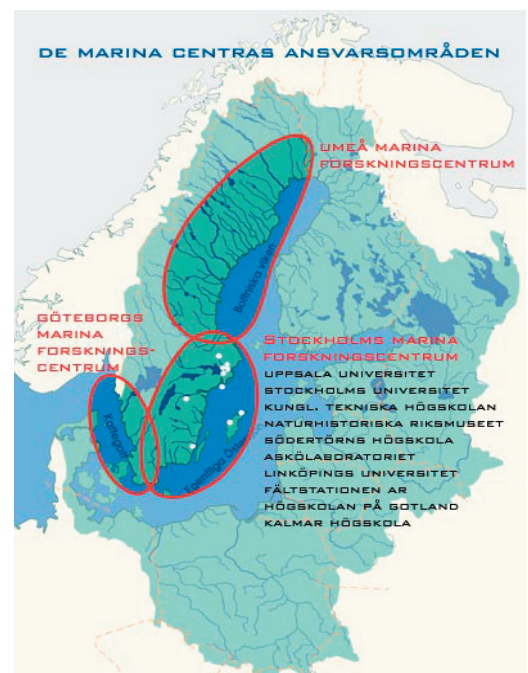 DE MARINA CENTRAS ANSVARSOMRÅDEN
UMEÅ MARINA
FORSKNINGSCENTRUM
Bottniska viken
GÖTEBORGS
MARINA
FORSKNINGS-
CENTRUM
Kattegatt
STOCKHOLMS MARINA
FORSKNINGSCENTRUM
UPPSALA UNIVERSITET
STOCKHOLMS UNIVERSITET
KUNGL. TEKNISKA HÖGSKOLAN
NATURHISTORISKA RIKSMUSEET
SÖDERTÖRNS HÖGSKOLA
ASKÖLABORATORIET
LINKÖPINGS UNIVERSITET
FÄLTSTATIONEN AR
HÖGSKOLAN PÅ GOTLAND
KALMAR HÖGSKOLA
Egentliga